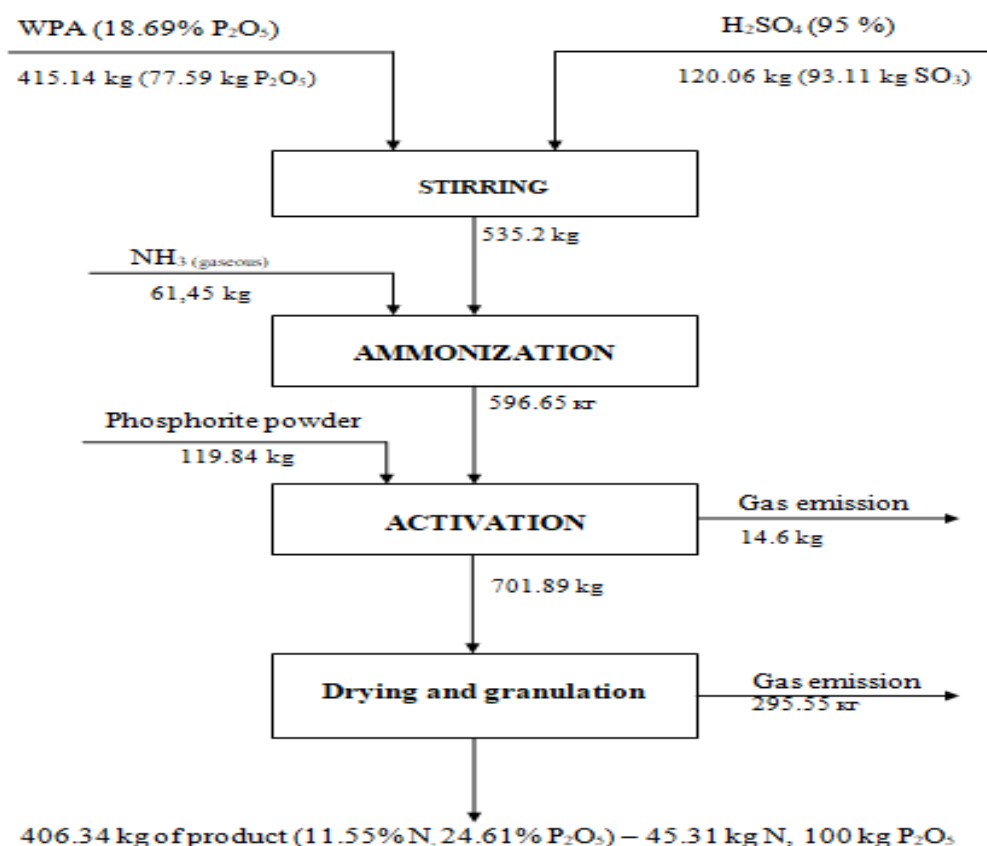 WPA (18.69% P₂O₅)
415.14 kg (77.59 kg P₂O₅)
H₂SO₄ (95 %)
120.06 kg (93.11 kg SO₃)
STIRRING
535.2 kg
NH₃ (gaseous)
61,45 kg
AMMONIZATION
596.65 кг
Phosphorite powder
119.84 kg
ACTIVATION
Gas emission
14.6 kg
701.89 kg
Drying and granulation
Gas emission
295.55 кг
406.34 kg of product (11.55% N, 24.61% P₂O₅) – 45.31 kg N, 100 kg P₂O₅